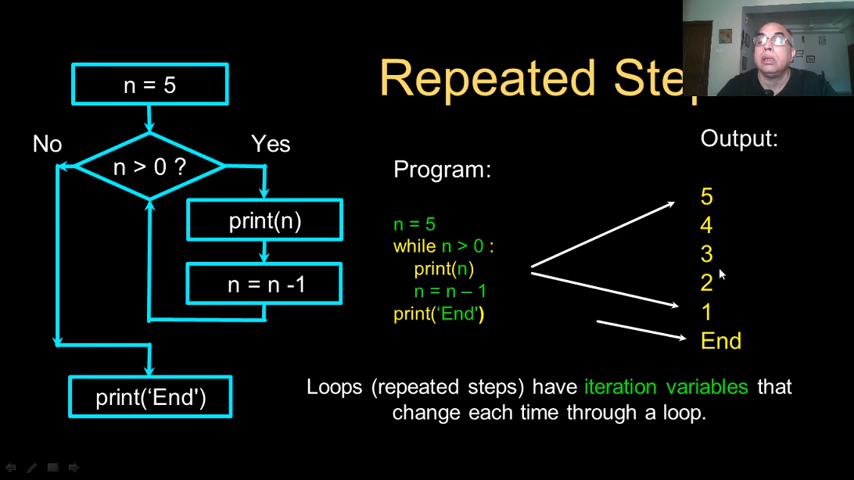 Repeated Step
n = 5
No
Yes
n > 0 ?
print(n)
n = n -1
print(‘End')
Program:
n = 5
while n > 0 :
print(n)
n = n – 1
print(‘End')
Output:
5
4
3
2
1
End
Loops (repeated steps) have iteration variables that
change each time through a loop.